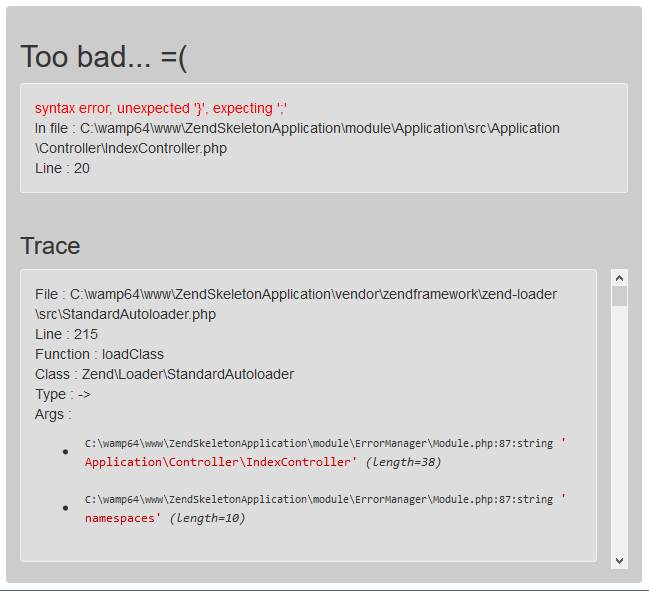 Too bad... =(
syntax error, unexpected '}', expecting ';'
In file : C:\wamp64\www\ZendSkeletonApplication\module\Application\src\Application
\Controller\IndexController.php
Line : 20
Trace
File : C:\wamp64\www\ZendSkeletonApplication\vendor\zendframework\zend-loader
\src\StandardAutoloader.php
Line : 215
Function : loadClass
Class : Zend\Loader\StandardAutoloader
Type : ->
Args :
• C:\wamp64\www\ZendSkeletonApplication\module\ErrorManager\Module.php:87:string '
Application\Controller\IndexController' (length=38)
• C:\wamp64\www\ZendSkeletonApplication\module\ErrorManager\Module.php:87:string '
namespaces' (length=10)